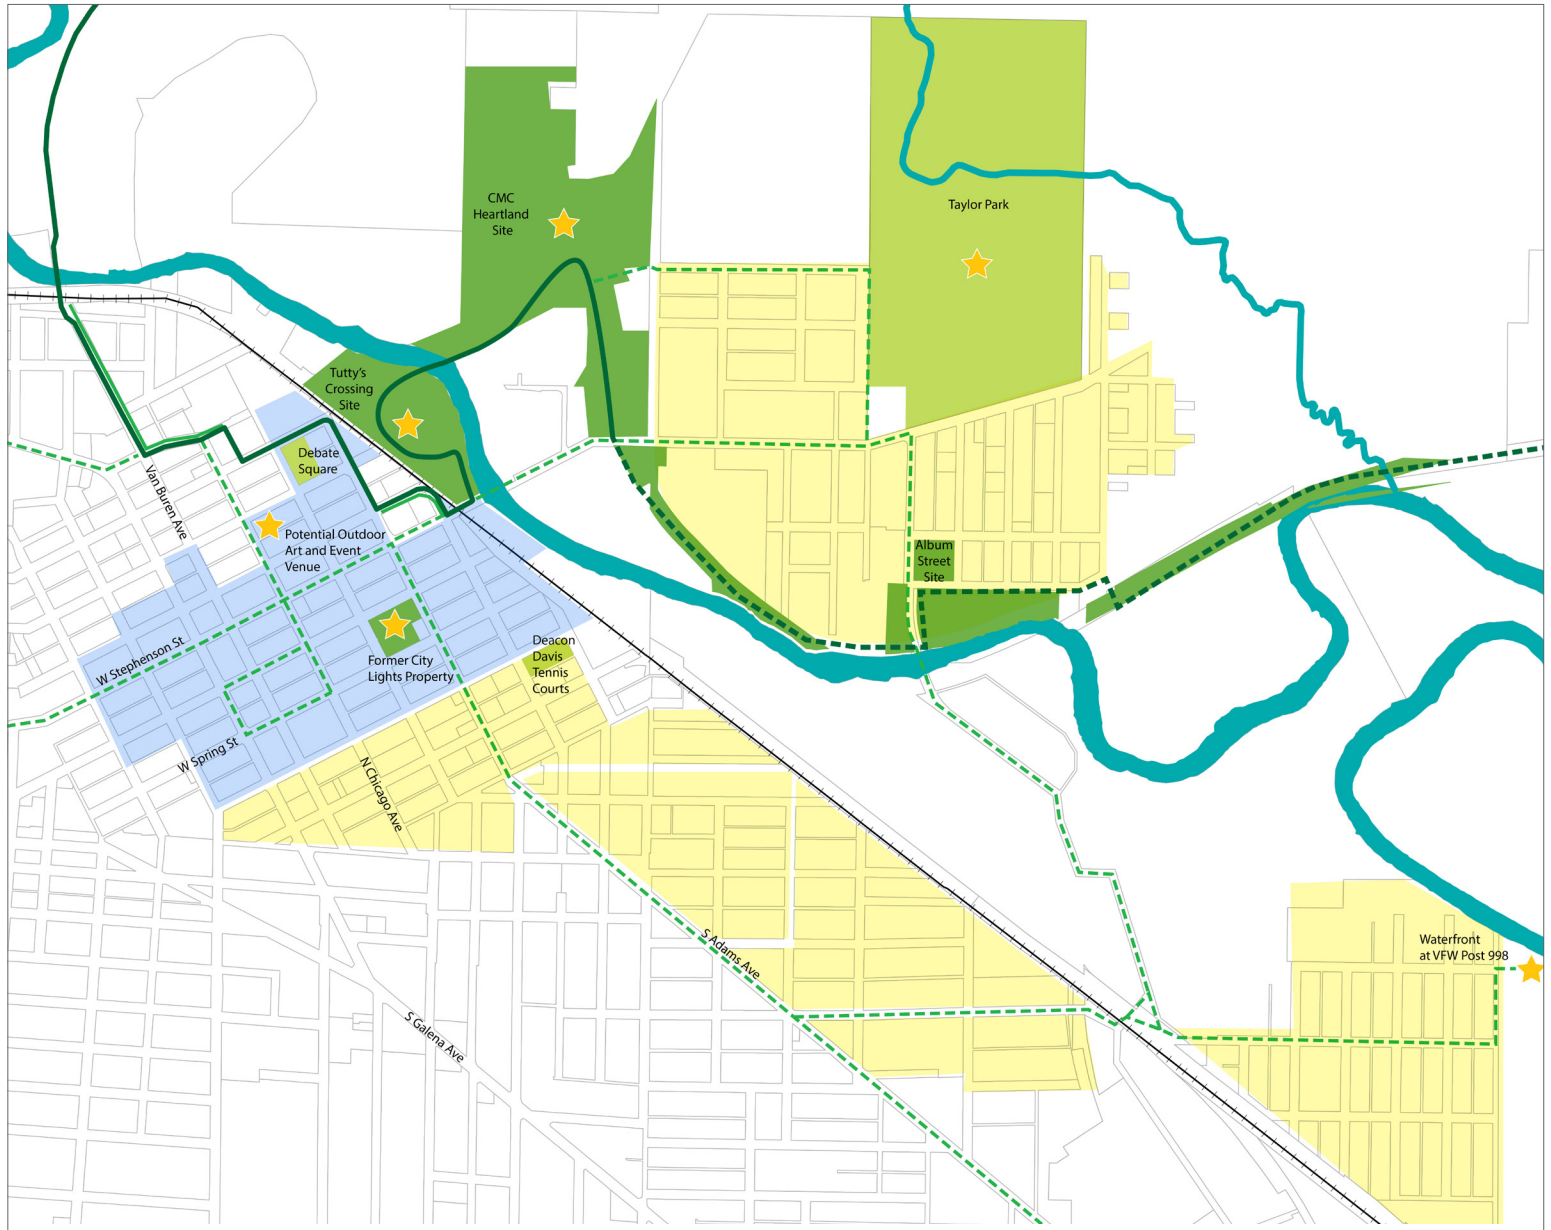 CMC
Heartland
Site
Taylor Park
Tutty's
Crossing
Site
Debate
Square
Van Buren Ave
Potential Outdoor
Art and Event
Venue
Album
Street
Site
W Stephenson St
Former City
Lights Property
Deacon
Davis
Tennis
Courts
W Spring St
N Chicago Ave
S Adams Ave
Waterfront
at VFW Post 998
S Galena Ave